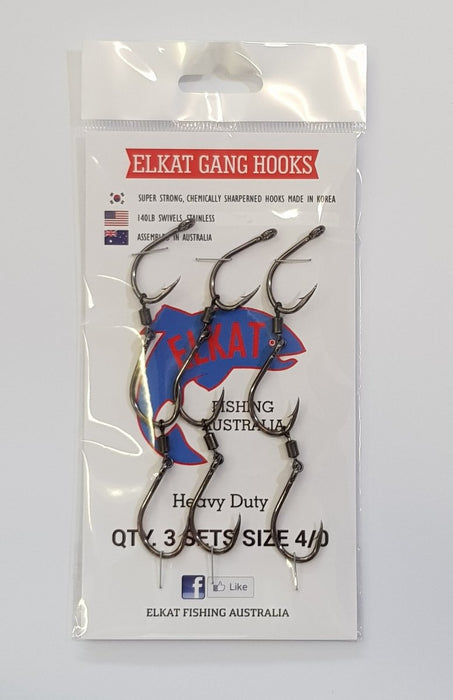 ELKAT GANG HOOKS
SUPER STRONG, CHEMICALLY SHARPERNED HOOKS MADE IN KOREA
140LB SWIVELS, STAINLESS
ASSEMBLED IN AUSTRALIA
ELKAT
FISHING
AUSTRALIA
Heavy Duty
QTY. 3 SETS SIZE 4/0
f Like
ELKAT FISHING AUSTRALIA